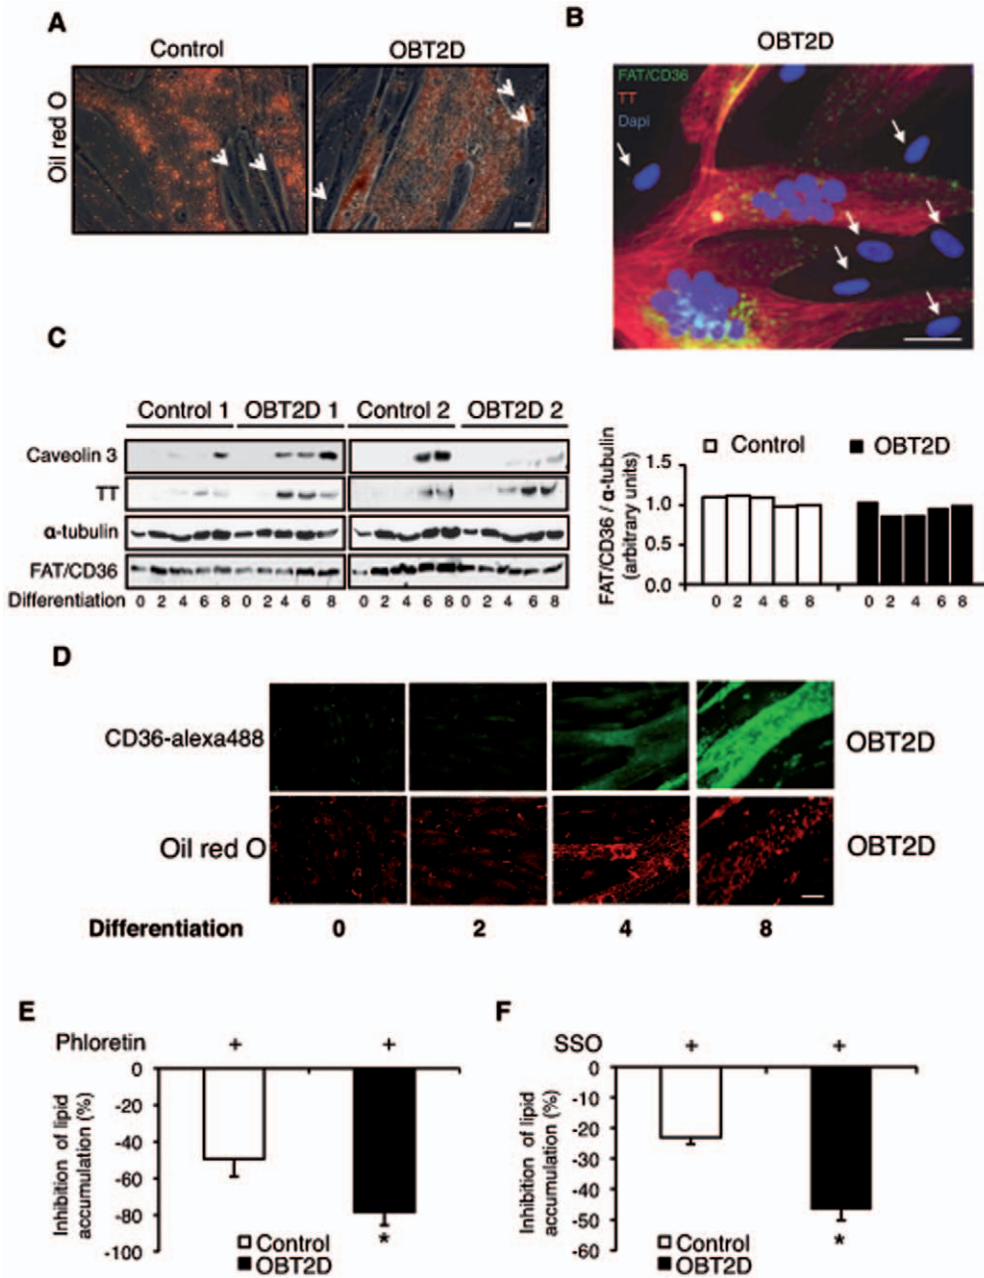 A
Control
OBT2D
Oil red O
B
OBT2D
FAT/CD36
TT
Dapi
C
Control 1 OBT2D 1 Control 2 OBT2D 2
Caveolin 3
TT
α-tubulin
FAT/CD36
Differentiation 0 2 4 6 8 0 2 4 6 8 0 2 4 6 8 0 2 4 6 8
Control OBT2D
FAT/CD36 / α-tubulin
(arbitrary units)
1.5
1.0
0.5
0.0
0 2 4 6 8 0 2 4 6 8
D
CD36-alexa488
OBT2D
Oil red O
OBT2D
Differentiation 0 2 4 8
E
Phloretin + +
Inhibition of lipid
accumulation (%)
0
-20
-40
-60
-80
-100
*
Control
OBT2D
F
SSO + +
Inhibition of lipid
accumulation (%)
0
-10
-20
-30
-40
-50
-60
*
Control
OBT2D